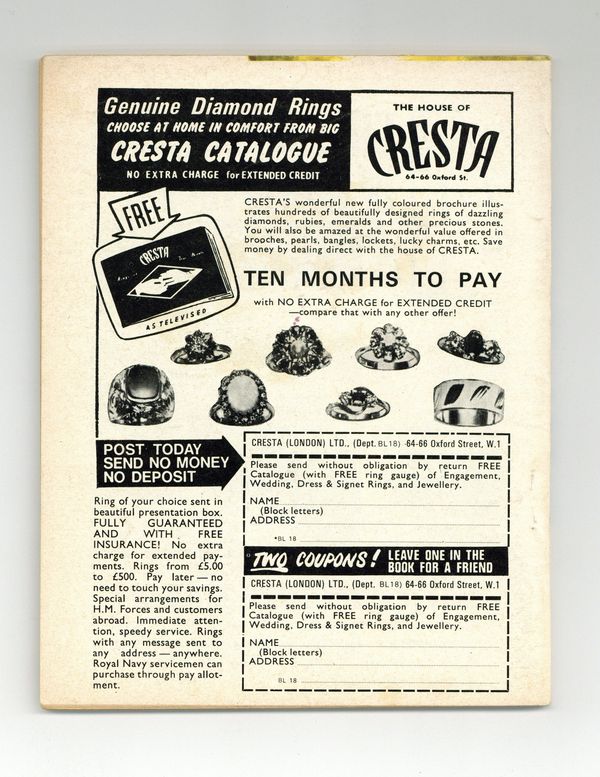 Genuine Diamond Rings
CHOOSE AT HOME IN COMFORT FROM BIG
CRESTA CATALOGUE
NO EXTRA CHARGE for EXTENDED CREDIT
THE HOUSE OF
CRESTA
64-66 Oxford St.
FREE
CRESTA
AS TELEVISED
CRESTA'S wonderful new fully coloured brochure illus-
trates hundreds of beautifully designed rings of dazzling
diamonds, rubies, emeralds and other precious stones.
You will also be amazed at the wonderful value offered in
brooches, pearls, bangles, lockets, lucky charms, etc. Save
money by dealing direct with the house of CRESTA.
TEN MONTHS TO PAY
with NO EXTRA CHARGE for EXTENDED CREDIT
—compare that with any other offer!
POST TODAY
SEND NO MONEY
NO DEPOSIT
Ring of your choice sent in
beautiful presentation box.
FULLY GUARANTEED
AND WITH FREE
INSURANCE! No extra
charge for extended pay-
ments. Rings from £5.00
to £500. Pay later — no
need to touch your savings.
Special arrangements for
H.M. Forces and customers
abroad. Immediate atten-
tion, speedy service. Rings
with any message sent to
any address — anywhere.
Royal Navy servicemen can
purchase through pay allot-
ment.
CRESTA (LONDON) LTD., (Dept. BL18) 64-66 Oxford Street, W.1
Please send without obligation by return FREE
Catalogue (with FREE ring gauge) of Engagement,
Wedding, Dress & Signet Rings, and Jewellery.
NAME
(Block letters)
ADDRESS
*BL 18
TWO COUPONS! LEAVE ONE IN THE
BOOK FOR A FRIEND
CRESTA (LONDON) LTD., (Dept. BL18) 64-66 Oxford Street, W.1
Please send without obligation by return FREE
Catalogue (with FREE ring gauge) of Engagement,
Wedding, Dress & Signet Rings, and Jewellery.
NAME
(Block letters)
ADDRESS
BL 18